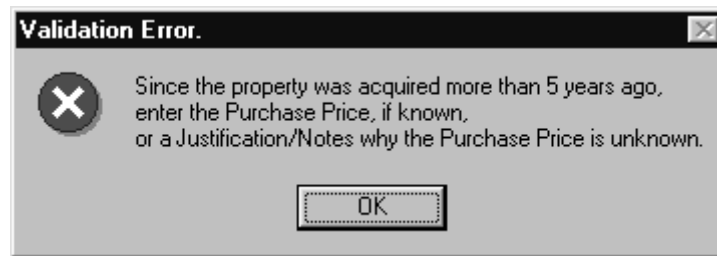 Validation Error.
Since the property was acquired more than 5 years ago,
enter the Purchase Price, if known,
or a Justification/Notes why the Purchase Price is unknown.
OK